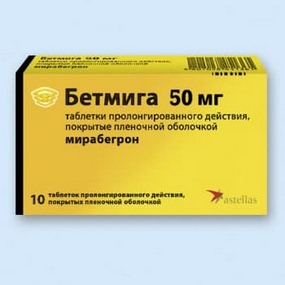 Бетмига 50 мг
таблетки пролонгированного действия,
покрытые пленочной оболочкой
мирабегрон
10 таблеток пролонгированного действия,
покрытых пленочной оболочкой
astellas